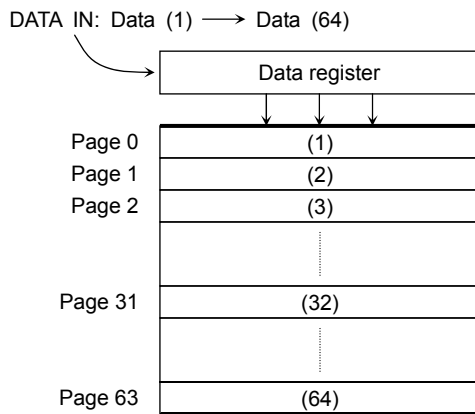 DATA IN: Data (1) ⟶ Data (64)
Data register
Page 0 (1)
Page 1 (2)
Page 2 (3)
Page 31 (32)
Page 63 (64)